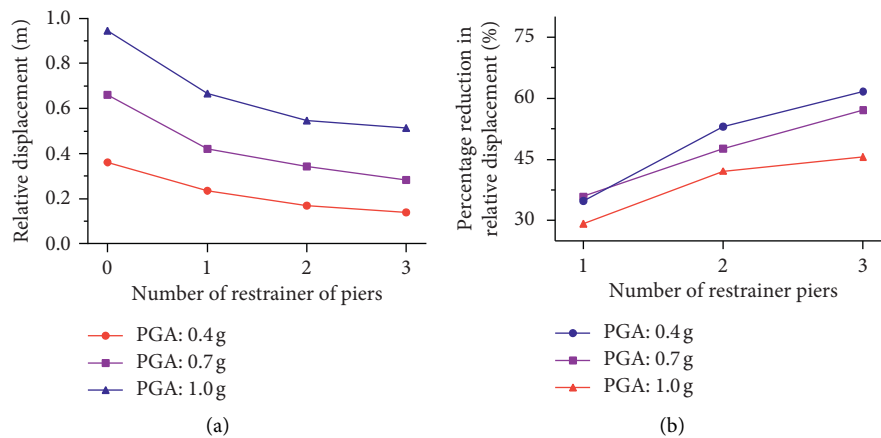 Relative displacement (m)
1.0
0.8
0.6
0.4
0.2
0.0
0 1 2 3
Number of restrainer of piers
PGA: 0.4 g
PGA: 0.7 g
PGA: 1.0 g
(a)
Percentage reduction in
relative displacement (%)
75
60
45
30
1 2 3
Number of restrainer piers
PGA: 0.4 g
PGA: 0.7 g
PGA: 1.0 g
(b)